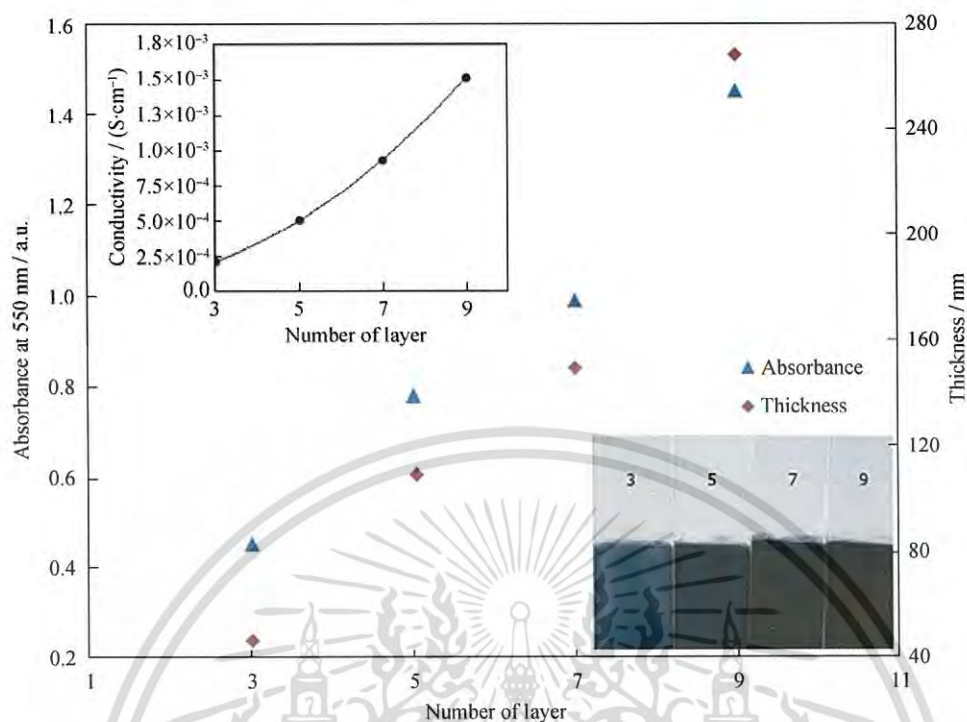 1.6
1.4
1.2
1.0
0.8
0.6
0.4
0.2
Absorbance at 550 nm / a.u.
1.8×10⁻³
1.5×10⁻³
1.0×10⁻³
7.5×10⁻⁴
5.0×10⁻⁴
2.5×10⁻⁴
0.0
Conductivity / (S·cm⁻¹)
3 5 7 9
Number of layer
280
240
200
160
120
80
40
Thickness / nm
Absorbance
Thickness
3 5 7 9
1 3 5 7 9 11
Number of layer